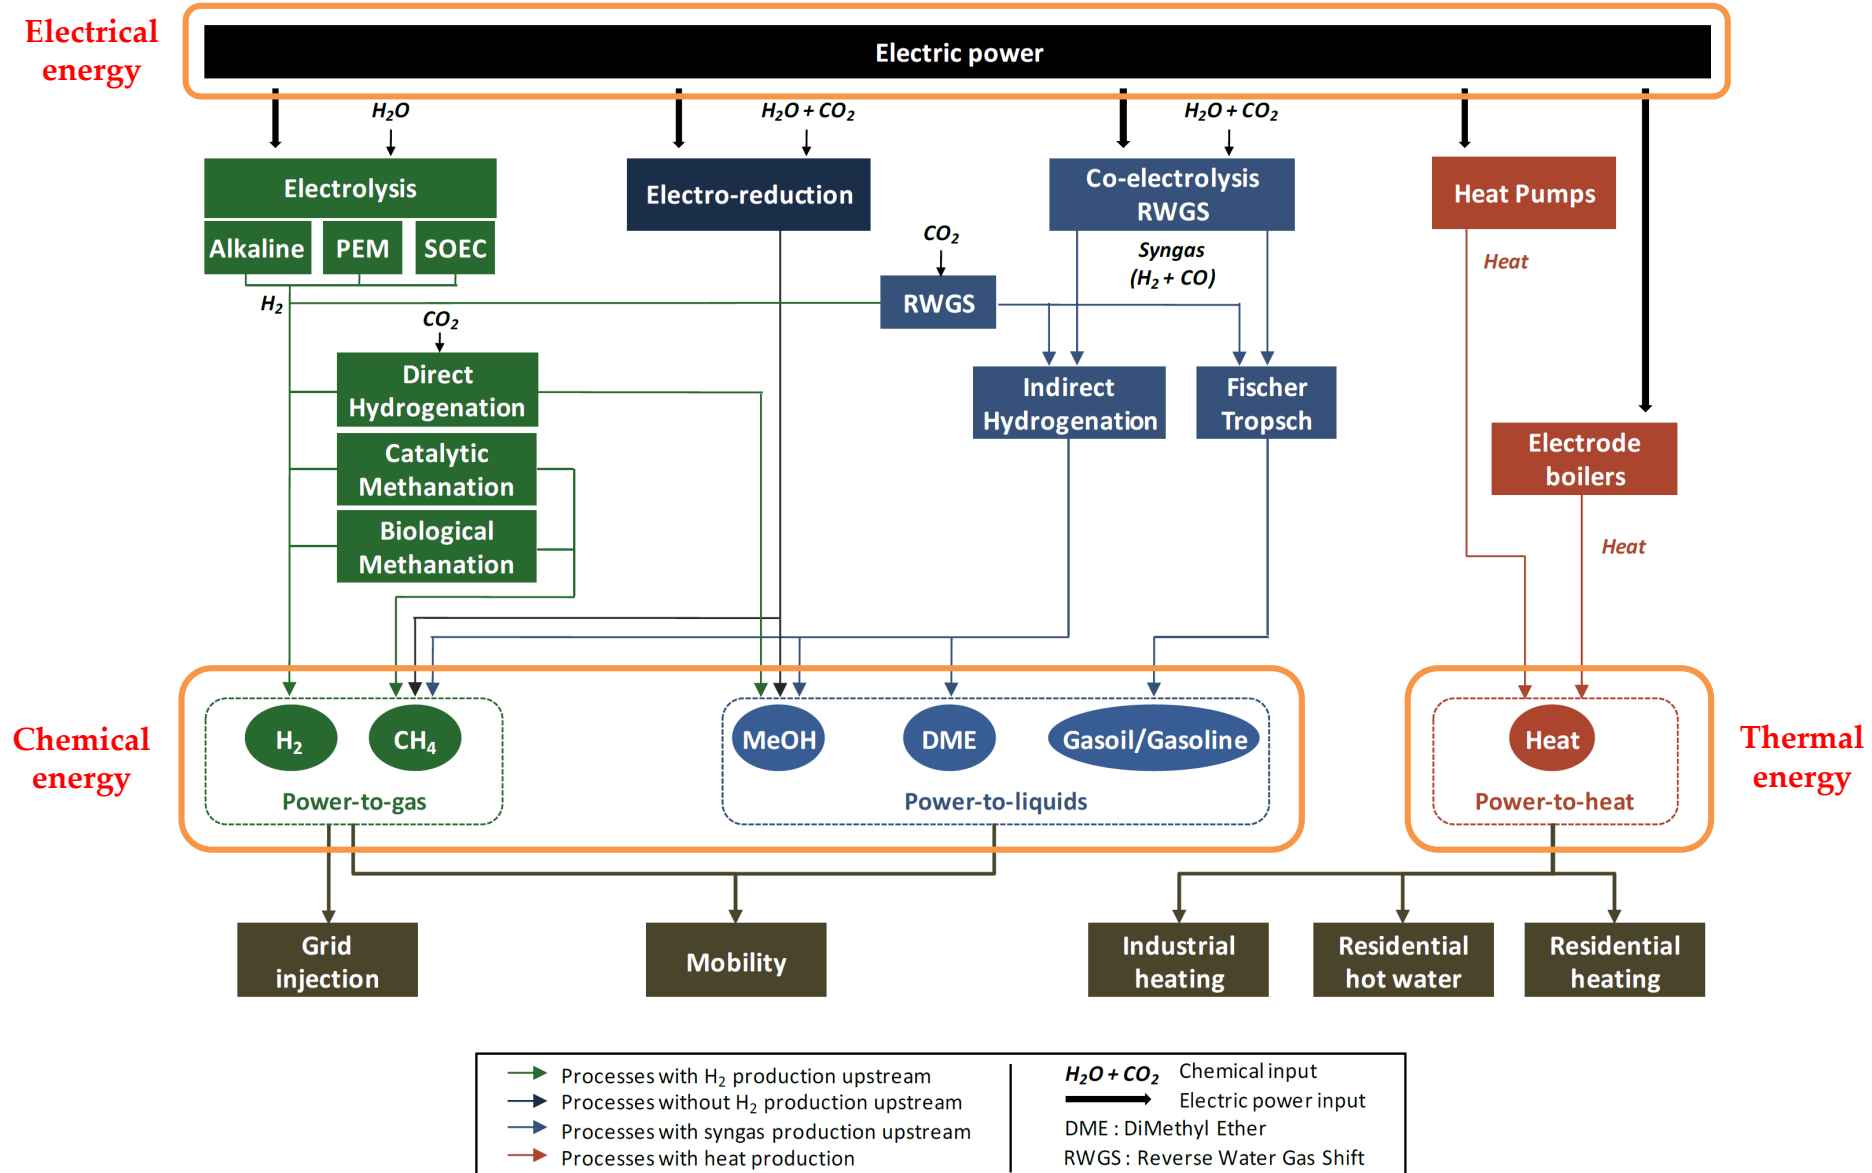 Electrical
energy
Electric power
H₂O
H₂O + CO₂
H₂O + CO₂
Electrolysis
Alkaline
PEM
SOEC
Electro-reduction
Co-electrolysis
RWGS
Heat Pumps
CO₂
Syngas
(H₂ + CO)
Heat
H₂
RWGS
CO₂
Direct
Hydrogenation
Indirect
Hydrogenation
Fischer
Tropsch
Catalytic
Methanation
Electrode
boilers
Biological
Methanation
Heat
Chemical
energy
H₂
CH₄
Power-to-gas
MeOH
DME
Gasoil/Gasoline
Power-to-liquids
Heat
Power-to-heat
Thermal
energy
Grid
injection
Mobility
Industrial
heating
Residential
hot water
Residential
heating
Processes with H₂ production upstream
Processes without H₂ production upstream
Processes with syngas production upstream
Processes with heat production
H₂O + CO₂ Chemical input
Electric power input
DME : DiMethyl Ether
RWGS : Reverse Water Gas Shift